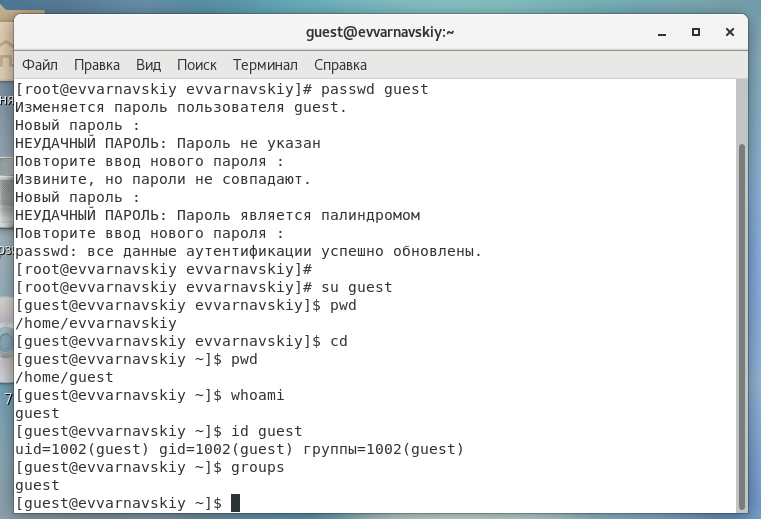 guest@evvarnavskiy:~
Файл Правка Вид Поиск Терминал Справка
[root@evvarnavskiy evvarnavskiy]# passwd guest
Изменяется пароль пользователя guest.
Новый пароль :
НЕУДАЧНЫЙ ПАРОЛЬ: Пароль не указан
Повторите ввод нового пароля :
Извините, но пароли не совпадают.
Новый пароль :
НЕУДАЧНЫЙ ПАРОЛЬ: Пароль является палиндромом
Повторите ввод нового пароля :
passwd: все данные аутентификации успешно обновлены.
[root@evvarnavskiy evvarnavskiy]#
[root@evvarnavskiy evvarnavskiy]# su guest
[guest@evvarnavskiy evvarnavskiy]$ pwd
/home/evvarnavskiy
[guest@evvarnavskiy evvarnavskiy]$ cd
[guest@evvarnavskiy ~]$ pwd
/home/guest
[guest@evvarnavskiy ~]$ whoami
guest
[guest@evvarnavskiy ~]$ id guest
uid=1002(guest) gid=1002(guest) группы=1002(guest)
[guest@evvarnavskiy ~]$ groups
guest
[guest@evvarnavskiy ~]$